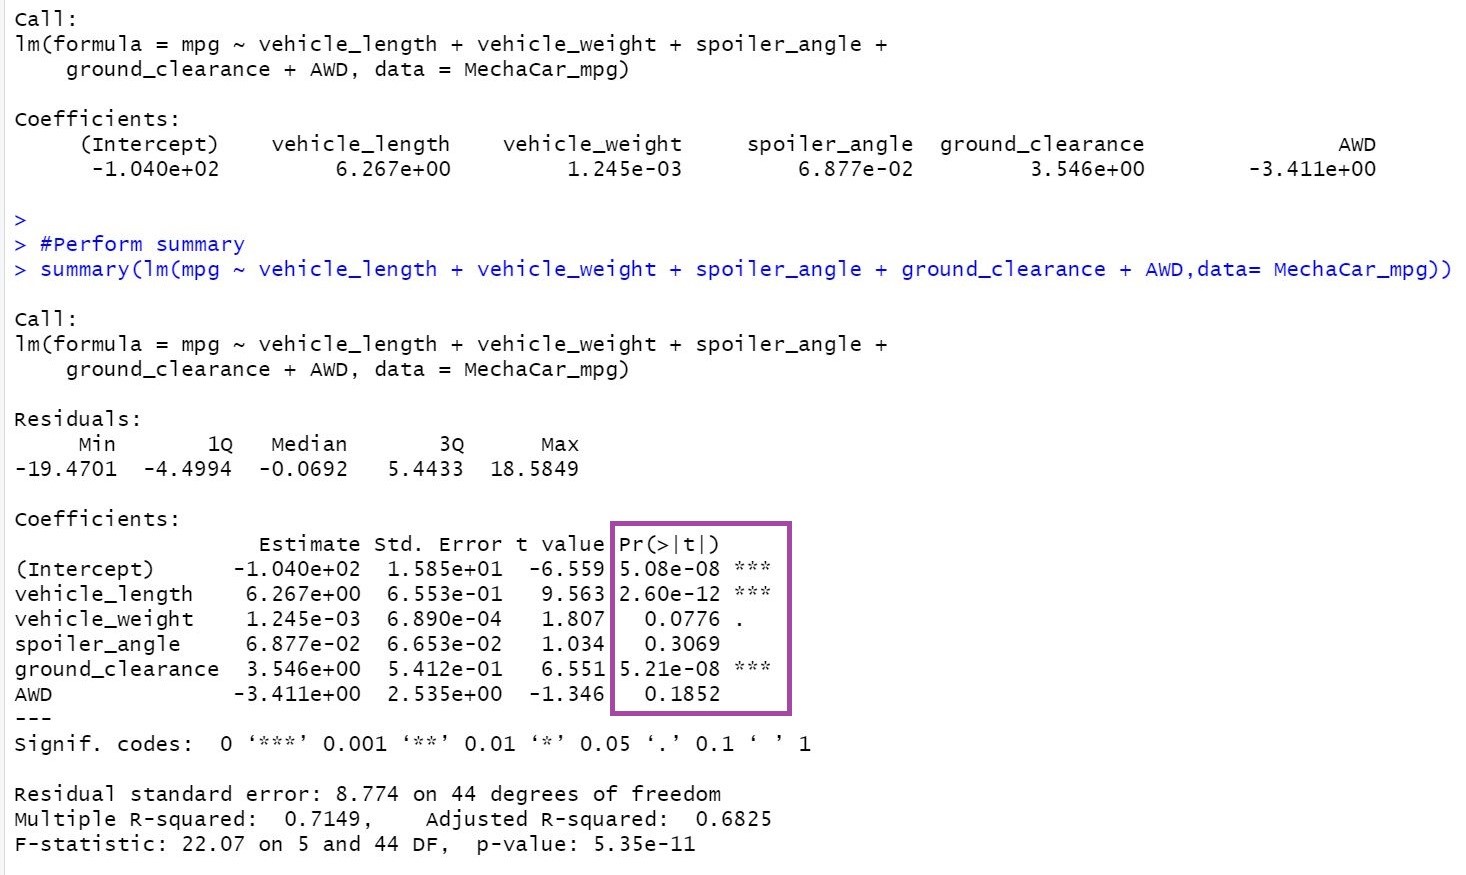 Call:
lm(formula = mpg ~ vehicle_length + vehicle_weight + spoiler_angle +
    ground_clearance + AWD, data = MechaCar_mpg)

Coefficients:
     (Intercept)    vehicle_length    vehicle_weight     spoiler_angle  ground_clearance               AWD
      -1.040e+02         6.267e+00         1.245e-03         6.877e-02         3.546e+00        -3.411e+00

>
> #Perform summary
> summary(lm(mpg ~ vehicle_length + vehicle_weight + spoiler_angle + ground_clearance + AWD,data= MechaCar_mpg))

Call:
lm(formula = mpg ~ vehicle_length + vehicle_weight + spoiler_angle +
    ground_clearance + AWD, data = MechaCar_mpg)

Residuals:
     Min       1Q   Median       3Q      Max
-19.4701  -4.4994  -0.0692   5.4433  18.5849

Coefficients:
                   Estimate Std. Error t value Pr(>|t|)
(Intercept)      -1.040e+02  1.585e+01  -6.559 5.08e-08 ***
vehicle_length    6.267e+00  6.553e-01   9.563 2.60e-12 ***
vehicle_weight    1.245e-03  6.890e-04   1.807   0.0776 .
spoiler_angle     6.877e-02  6.653e-02   1.034   0.3069
ground_clearance  3.546e+00  5.412e-01   6.551 5.21e-08 ***
AWD              -3.411e+00  2.535e+00  -1.346   0.1852
---
Signif. codes:  0 ‘***’ 0.001 ‘**’ 0.01 ‘*’ 0.05 ‘.’ 0.1 ‘ ’ 1

Residual standard error: 8.774 on 44 degrees of freedom
Multiple R-squared:  0.7149,    Adjusted R-squared:  0.6825
F-statistic: 22.07 on 5 and 44 DF,  p-value: 5.35e-11